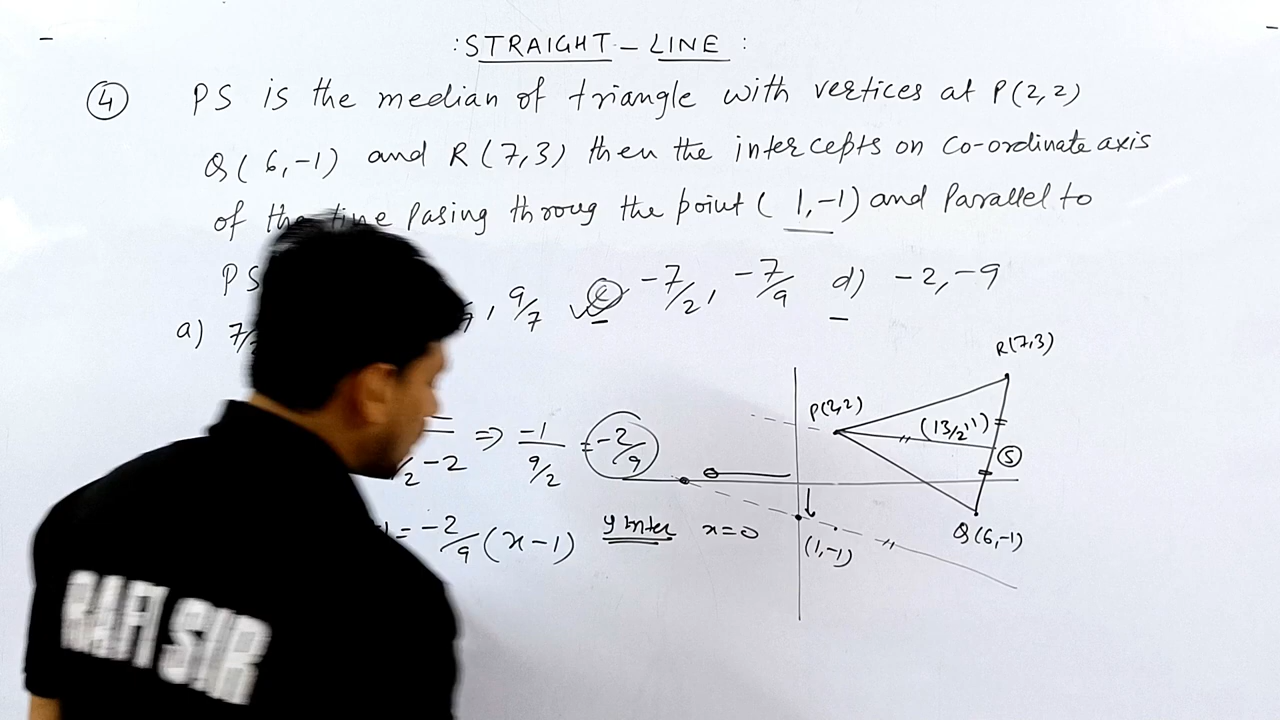 : STRAIGHT - LINE :
④ PS is the median of triangle with vertices at P(2,2)
Q(6,-1) and R(7,3) then the intercepts on co-ordinate axis
of the line pasing throug the point (1,-1) and parallel to
PS
a) 7/ , 9/7 c) -7/2, -7/9 d) -2,-9
R(7,3)
P(2,2)
(13/2,1)
S
/2 -2 ⇒ -1 / 9/2 = -2/9
= -2/9 (x-1) y inter x=0
(1,-1)
Q(6,-1)
RAFI SIR